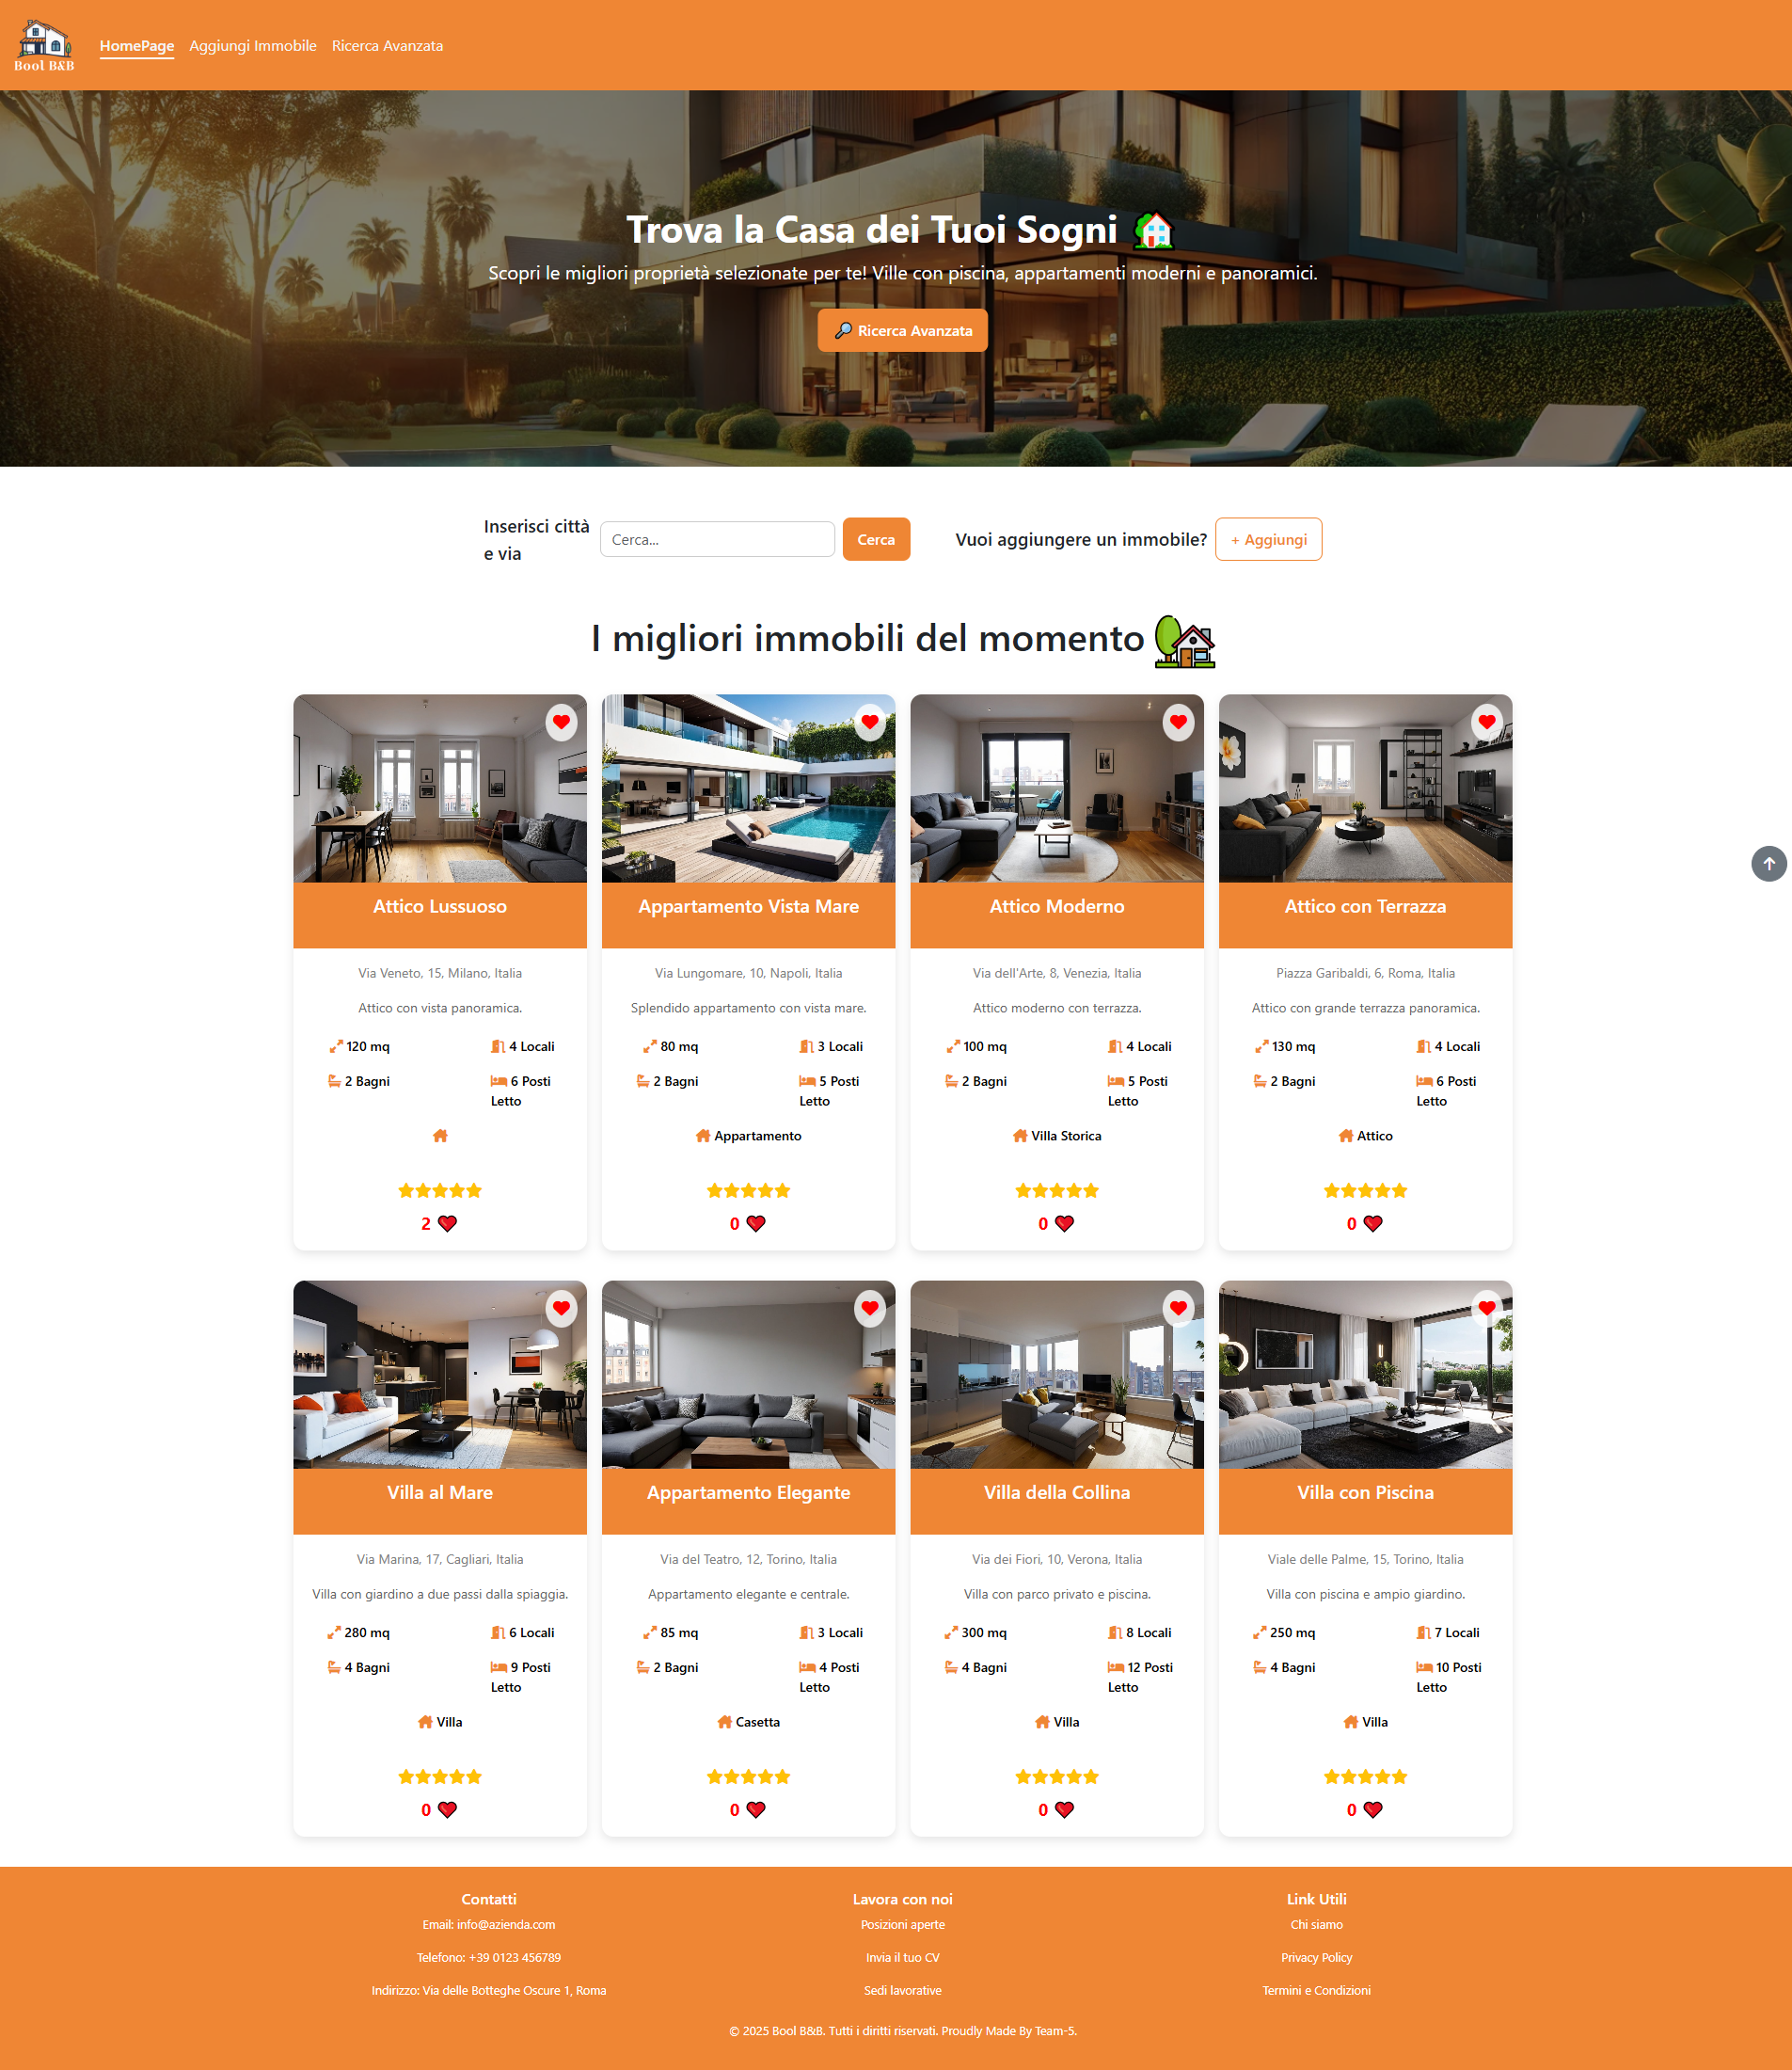 Bool B&B
HomePage
Aggiungi Immobile
Ricerca Avanzata
Trova la Casa dei Tuoi Sogni
Scopri le migliori proprietà selezionate per te! Ville con piscina, appartamenti moderni e panoramici.
Ricerca Avanzata
Inserisci città
e via
Cerca...
Cerca
Vuoi aggiungere un immobile?
+ Aggiungi
I migliori immobili del momento
Attico Lussuoso
Via Veneto, 15, Milano, Italia
Attico con vista panoramica.
120 mq
4 Locali
2 Bagni
6 Posti
Letto
2
Appartamento Vista Mare
Via Lungomare, 10, Napoli, Italia
Splendido appartamento con vista mare.
80 mq
3 Locali
2 Bagni
5 Posti
Letto
Appartamento
0
Attico Moderno
Via dell'Arte, 8, Venezia, Italia
Attico moderno con terrazza.
100 mq
4 Locali
2 Bagni
5 Posti
Letto
Villa Storica
0
Attico con Terrazza
Piazza Garibaldi, 6, Roma, Italia
Attico con grande terrazza panoramica.
130 mq
4 Locali
2 Bagni
6 Posti
Letto
Attico
0
Villa al Mare
Via Marina, 17, Cagliari, Italia
Villa con giardino a due passi dalla spiaggia.
280 mq
6 Locali
4 Bagni
9 Posti
Letto
Villa
0
Appartamento Elegante
Via del Teatro, 12, Torino, Italia
Appartamento elegante e centrale.
85 mq
3 Locali
2 Bagni
4 Posti
Letto
Casetta
0
Villa della Collina
Via dei Fiori, 10, Verona, Italia
Villa con parco privato e piscina.
300 mq
8 Locali
4 Bagni
12 Posti
Letto
Villa
0
Villa con Piscina
Viale delle Palme, 15, Torino, Italia
Villa con piscina e ampio giardino.
250 mq
7 Locali
4 Bagni
10 Posti
Letto
Villa
0
Contatti
Email: info@azienda.com
Telefono: +39 0123 456789
Indirizzo: Via delle Botteghe Oscure 1, Roma
Lavora con noi
Posizioni aperte
Invia il tuo CV
Sedi lavorative
Link Utili
Chi siamo
Privacy Policy
Termini e Condizioni
© 2025 Bool B&B. Tutti i diritti riservati. Proudly Made By Team-5.